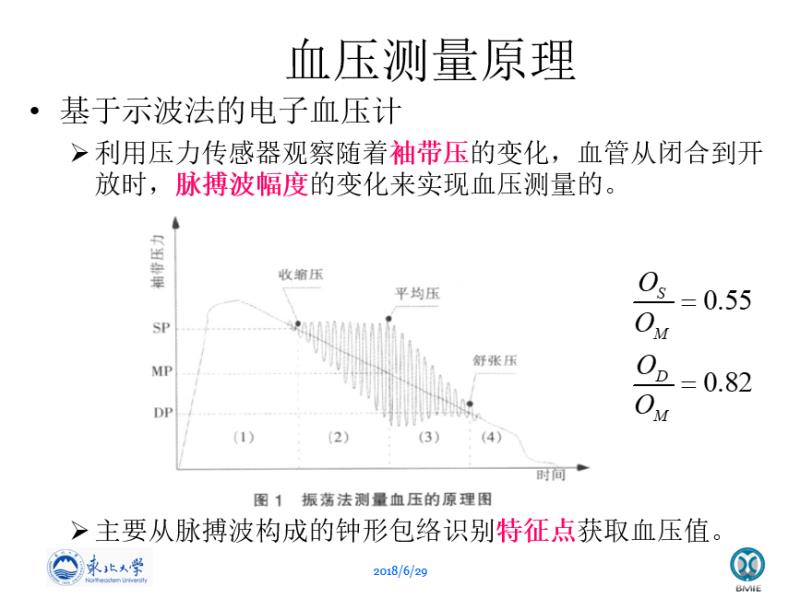 血压测量原理
• 基于示波法的电子血压计
➢ 利用压力传感器观察随着袖带压的变化，血管从闭合到开
放时，脉搏波幅度的变化来实现血压测量的。
袖带压力
收缩压
平均压
舒张压
SP
MP
DP
(1) (2) (3) (4)
时间
图 1 振荡法测量血压的原理图
O_S / O_M = 0.55
O_D / O_M = 0.82
➢ 主要从脉搏波构成的钟形包络识别特征点获取血压值。
東北大学
Northeastern University
2018/6/29
BMIE